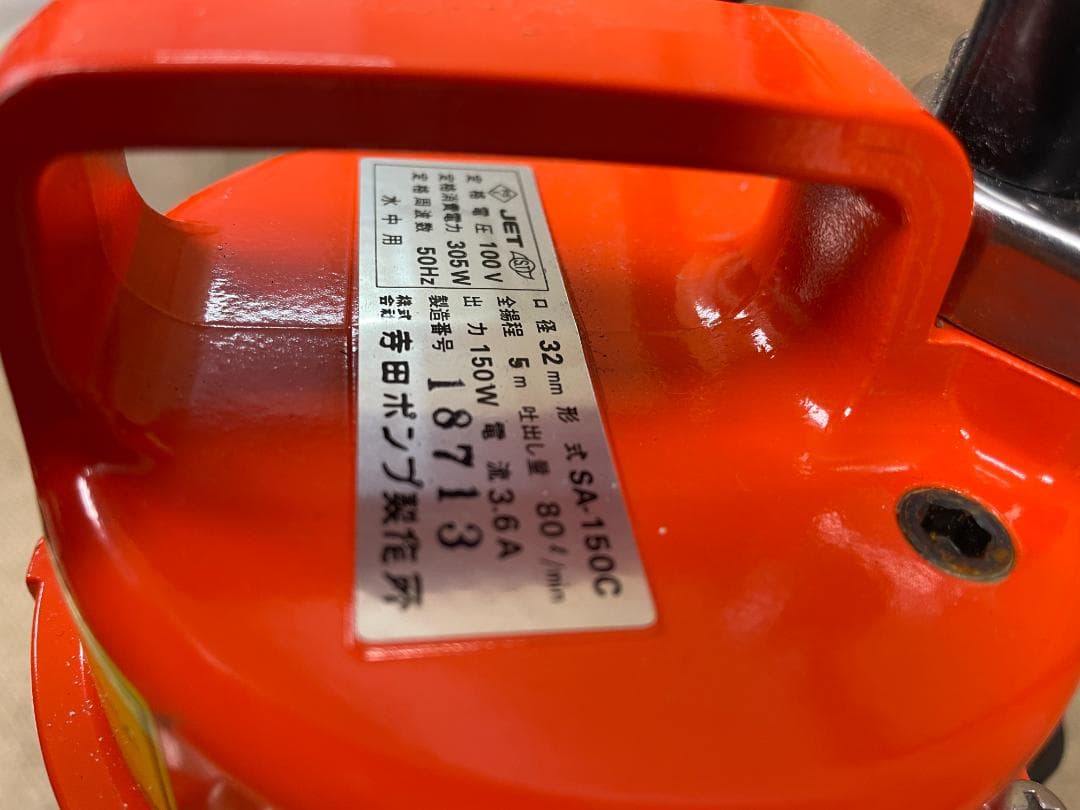 JET
定格電圧 100V
定格消費電力 305W
定格周波数 50Hz
水中用
口径 32mm 形式 SA-150C
全揚程 5m 吐出し量 80ℓ/min
出力 150W 電流 3.6A
製造番号 18713
株式会社 寺田ポンプ製作所